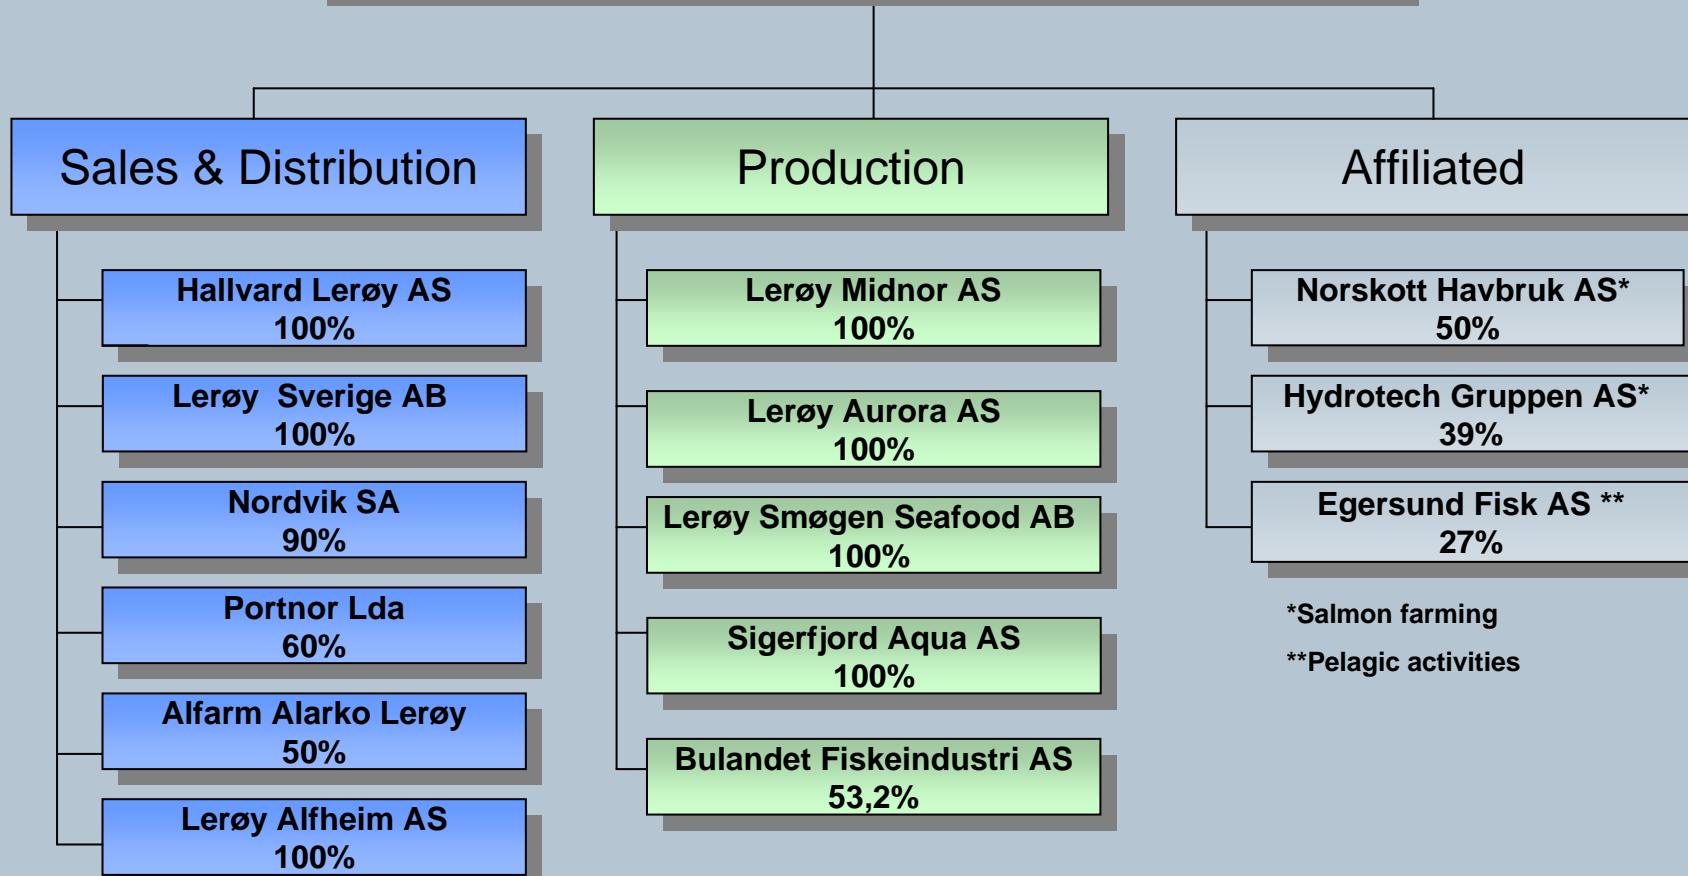 Sales & Distribution
Hallvard Lerøy AS
100%
Lerøy  Sverige AB
100%
Nordvik SA
90%
Portnor Lda
60%
Alfarm Alarko Lerøy
50%
Lerøy Alfheim AS
100%
Production
Lerøy Midnor AS
100%
Lerøy Aurora AS
100%
Lerøy Smøgen Seafood AB
100%
Sigerfjord Aqua AS
100%
Bulandet Fiskeindustri AS
53,2%
Affiliated
Norskott Havbruk AS*
50%
Hydrotech Gruppen AS*
39%
Egersund Fisk AS **
27%
*Salmon farming
**Pelagic activities